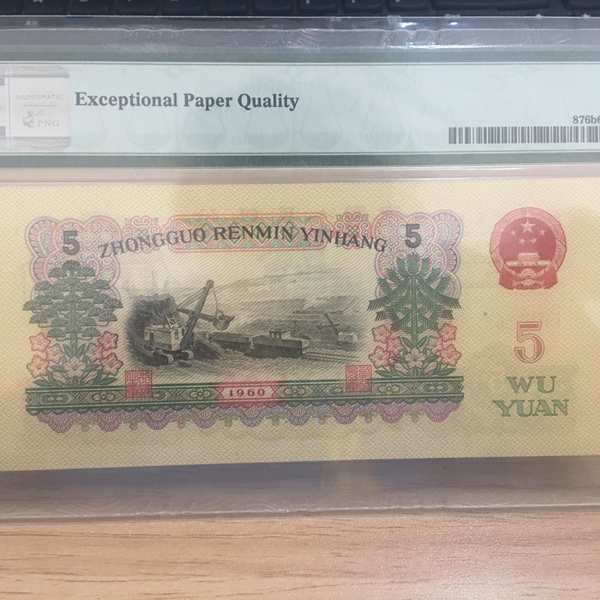 NUMISMATIC
PNG
Exceptional Paper Quality
876b6
5
ZHONGGUO RENMIN YINHANG
5
1960
5
WU
YUAN